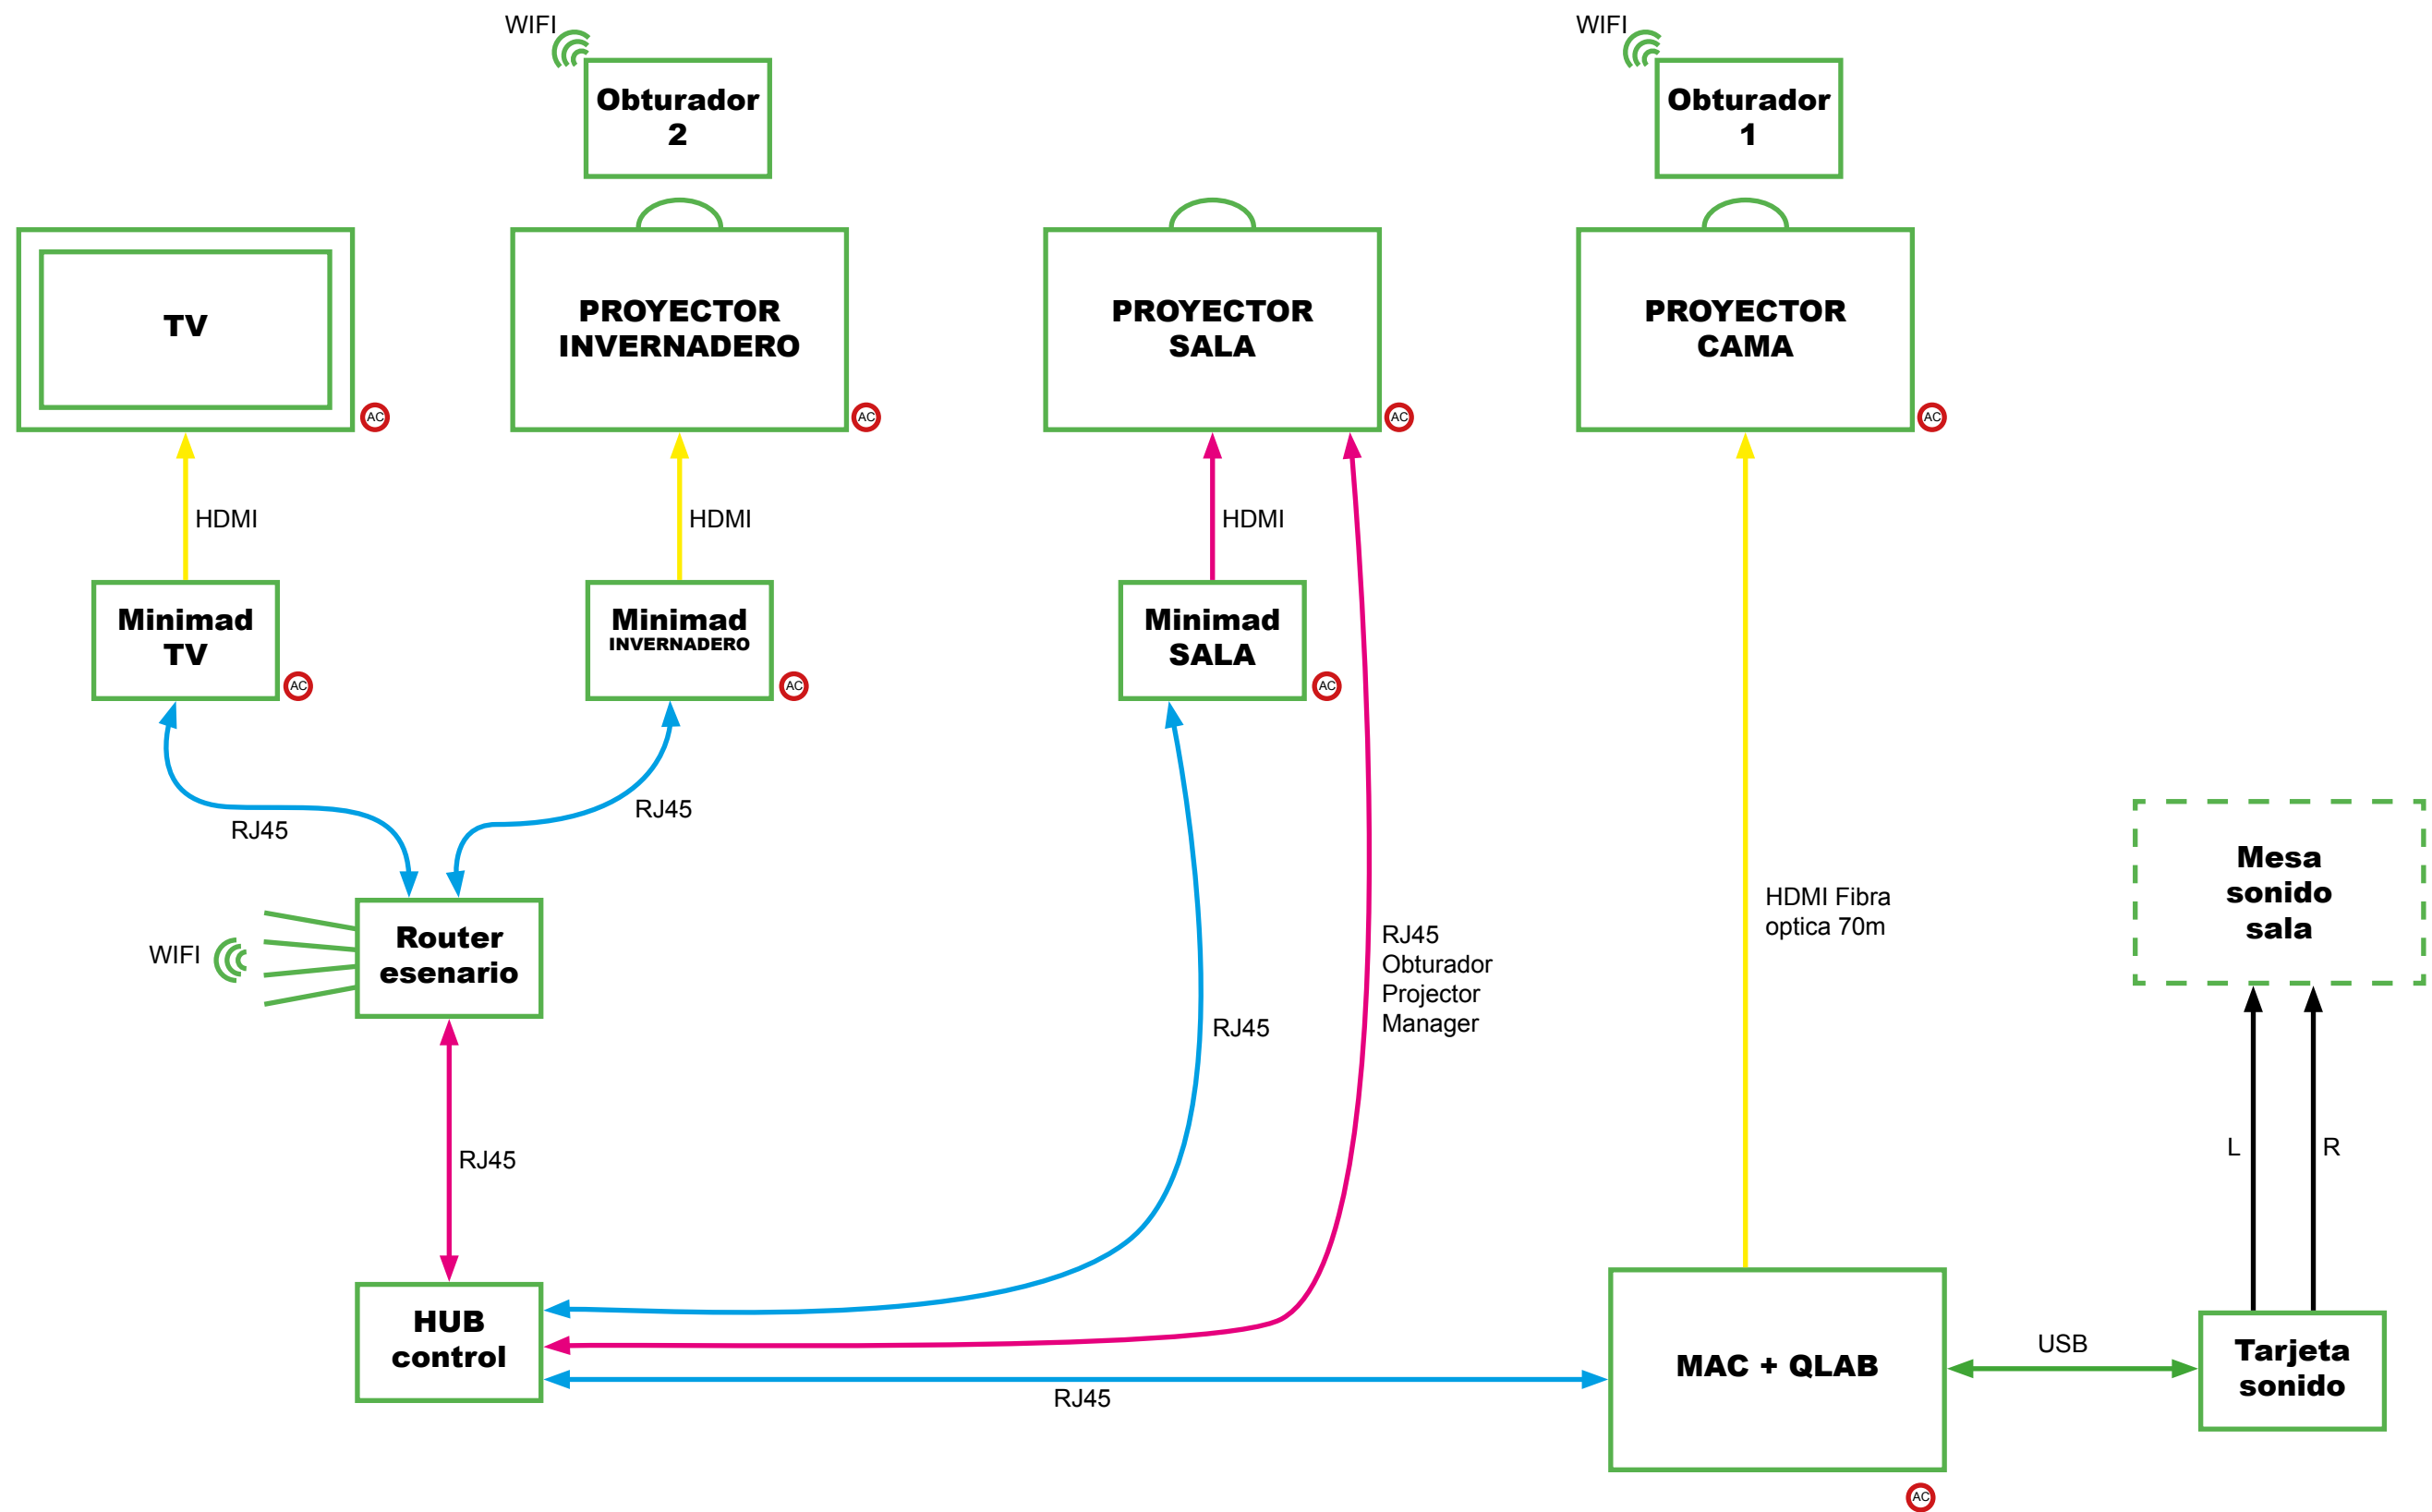 WIFI
WIFI
Obturador
2
Obturador
1
TV
PROYECTOR
INVERNADERO
PROYECTOR
SALA
PROYECTOR
CAMA
AC
AC
AC
AC
HDMI
HDMI
HDMI
Minimad
TV
Minimad
INVERNADERO
Minimad
SALA
AC
AC
AC
RJ45
RJ45
WIFI
Router
esenario
HDMI Fibra
optica 70m
Mesa
sonido
sala
RJ45
Obturador
Projector
Manager
RJ45
RJ45
L
R
HUB
control
RJ45
MAC + QLAB
USB
Tarjeta
sonido
AC